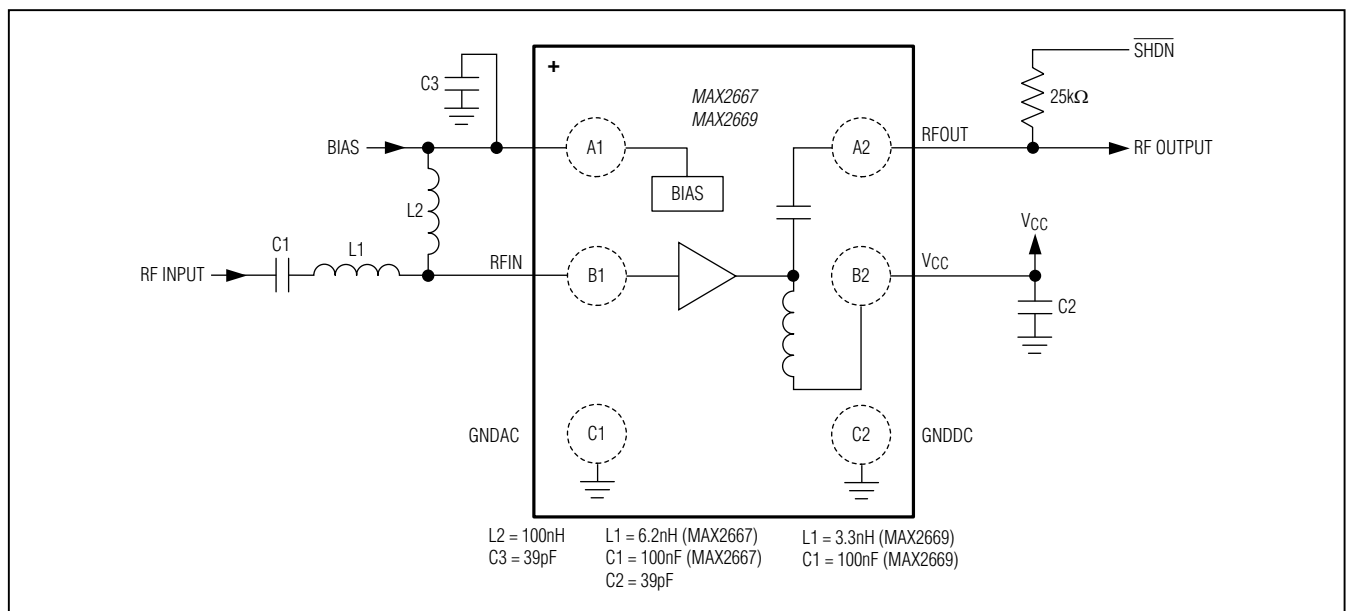 SHDN
C3
+
MAX2667
MAX2669
25kΩ
BIAS
A1
A2
RFOUT
RF OUTPUT
BIAS
L2
VCC
C1
L1
RF INPUT
RFIN
B1
B2
VCC
C2
GNDAC
C1
C2
GNDDC
L2 = 100nH L1 = 6.2nH (MAX2667) L1 = 3.3nH (MAX2669)
C3 = 39pF C1 = 100nF (MAX2667) C1 = 100nF (MAX2669)
C2 = 39pF